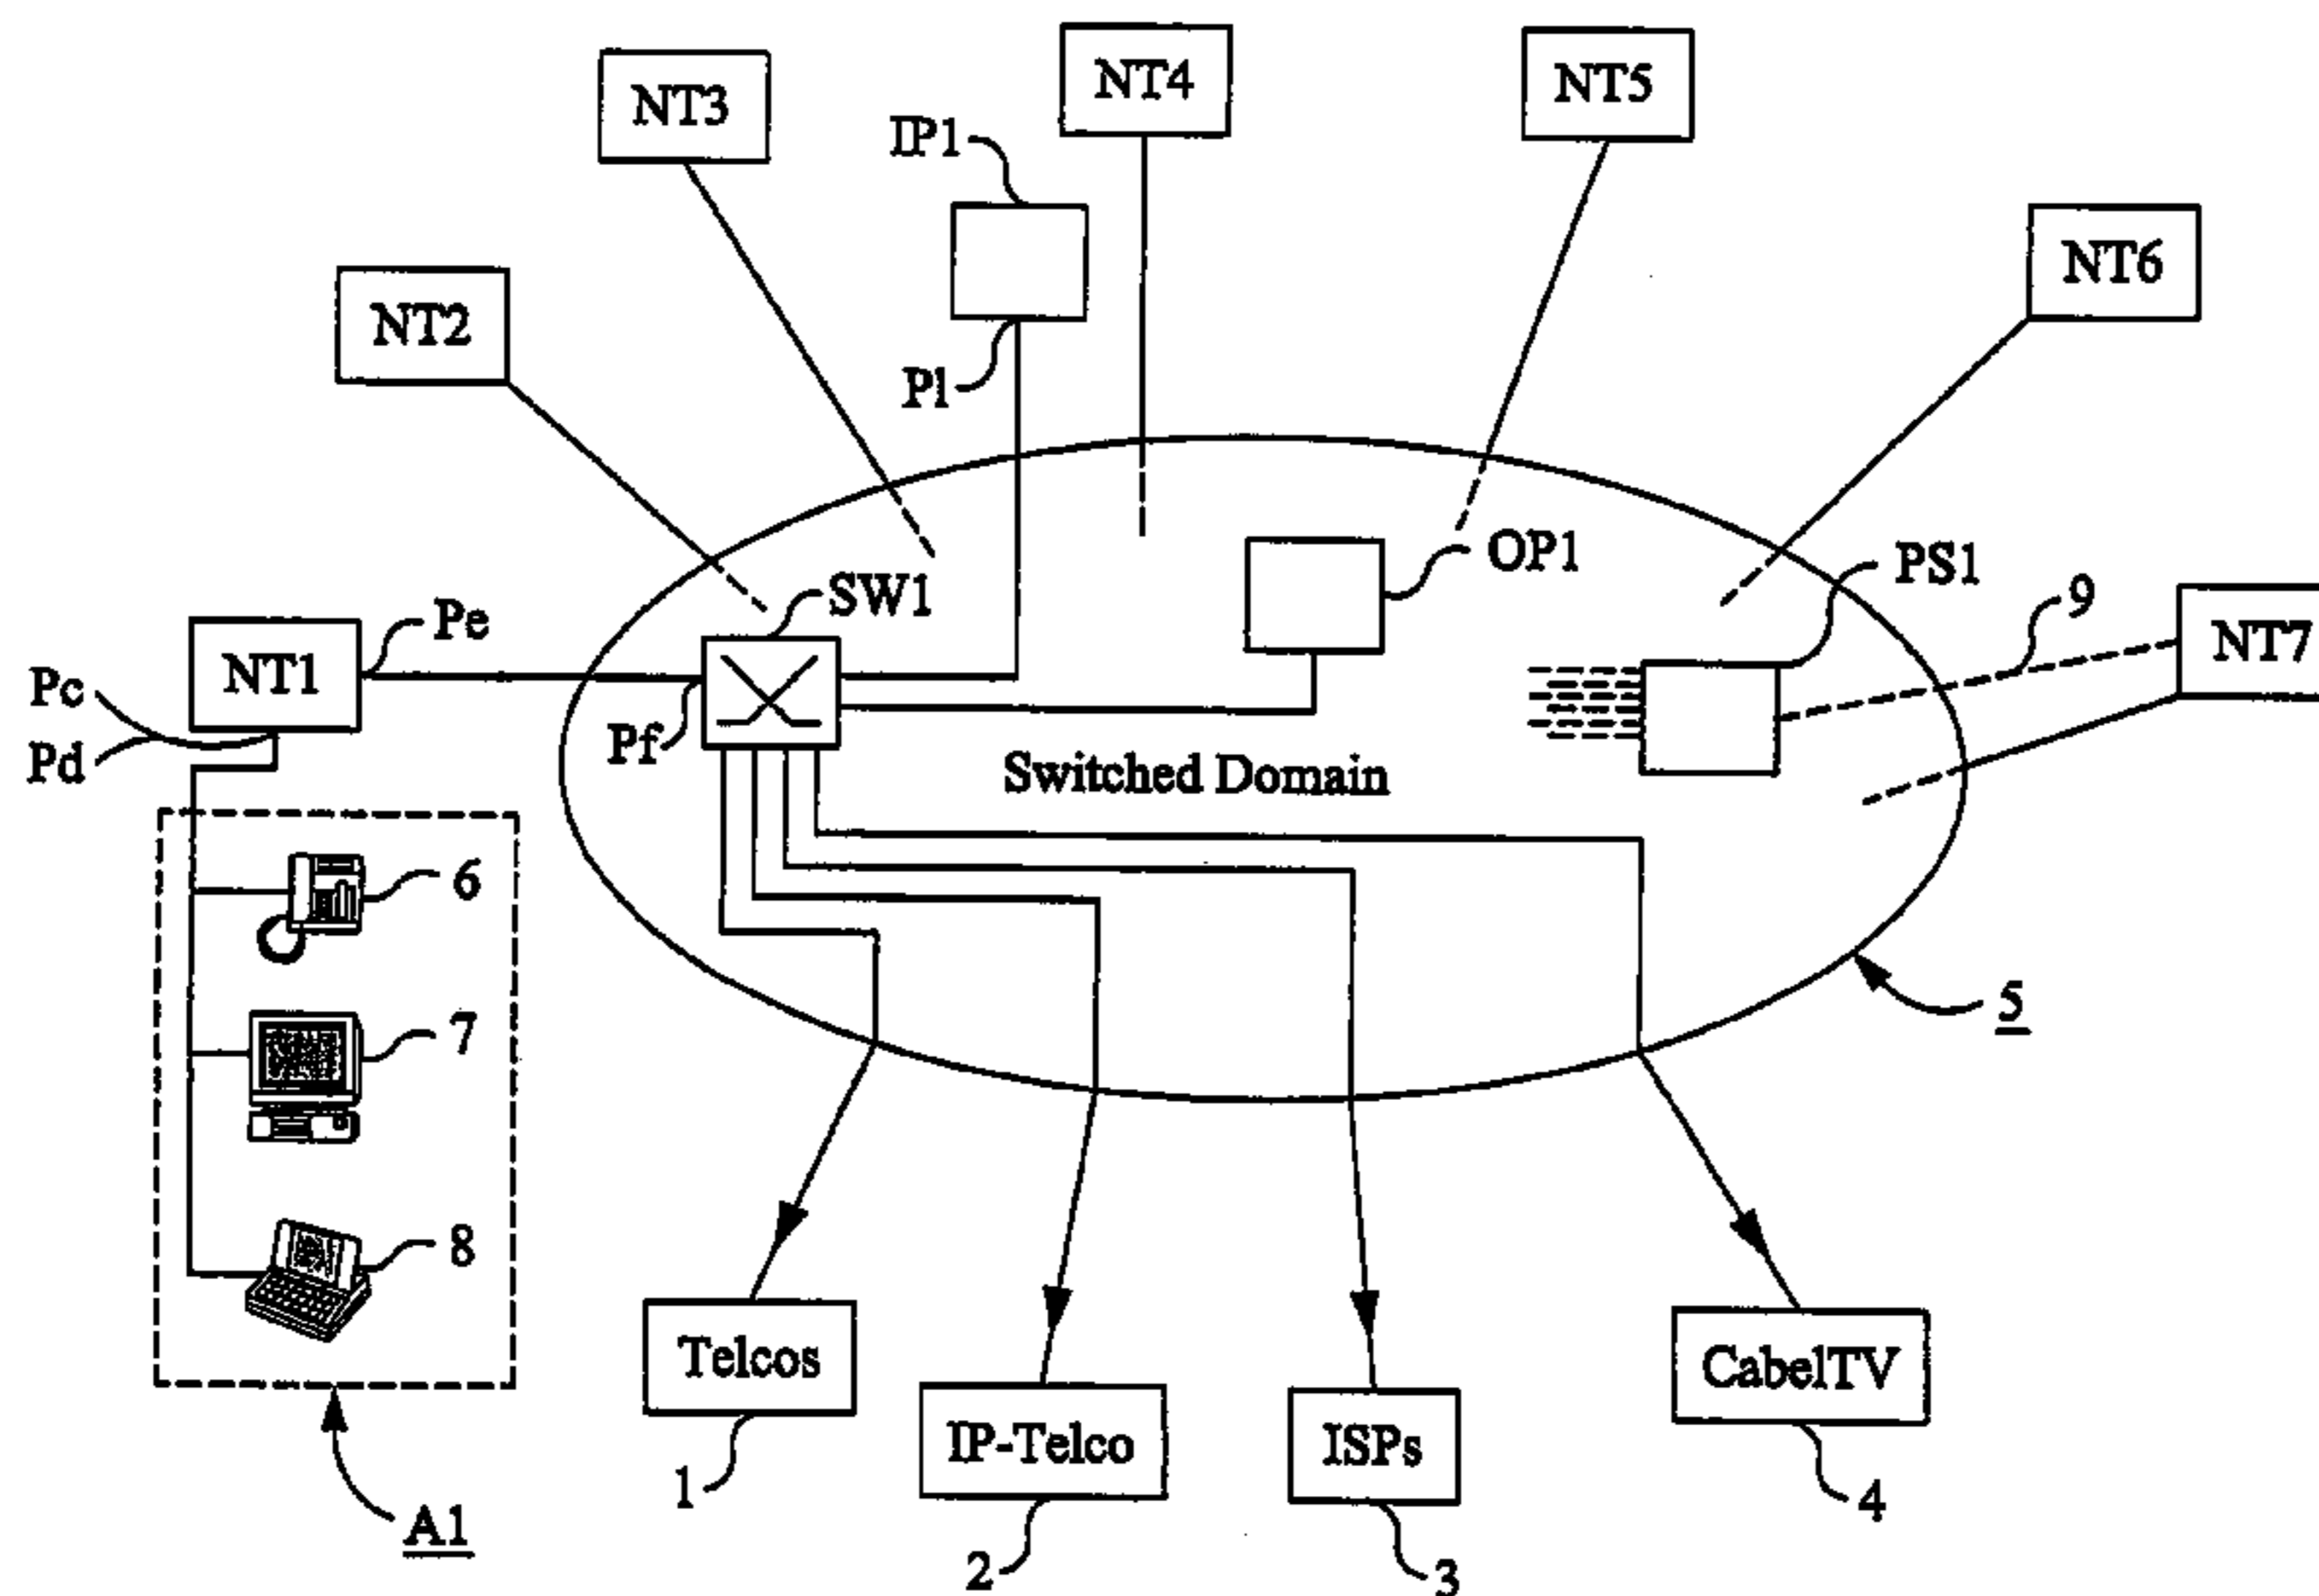 NT4
NT5
NT3
IP1
NT6
NT2
Pl
OP1
PS1
9
SW1
NT1
Pe
NT7
Pc
Pd
Pf
Switched Domain
6
5
7
8
Telcos
CabelTV
IP-Telco
ISPs
1
4
A1
2
3